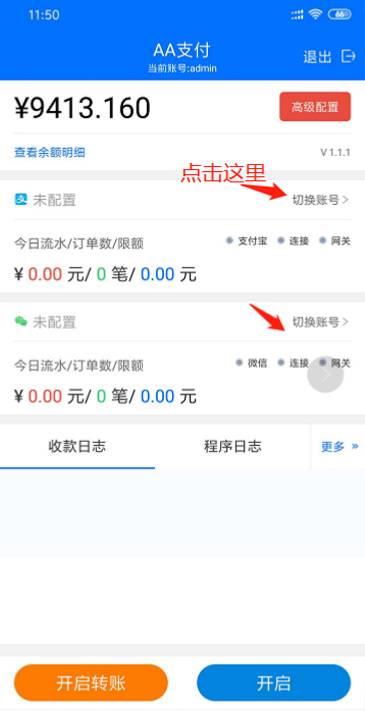 11:50
66
AA支付
当前账号:admin
退出
¥9413.160
高级配置
查看余额明细
V 1.1.1
点击这里
未配置
切换账号
今日流水/订单数/限额
支付宝 连接 网关
¥ 0.00 元/ 0 笔/ 0.00 元
未配置
切换账号
今日流水/订单数/限额
微信 连接 网关
¥ 0.00 元/ 0 笔/ 0.00 元
收款日志
程序日志
更多 »
开启转账
开启